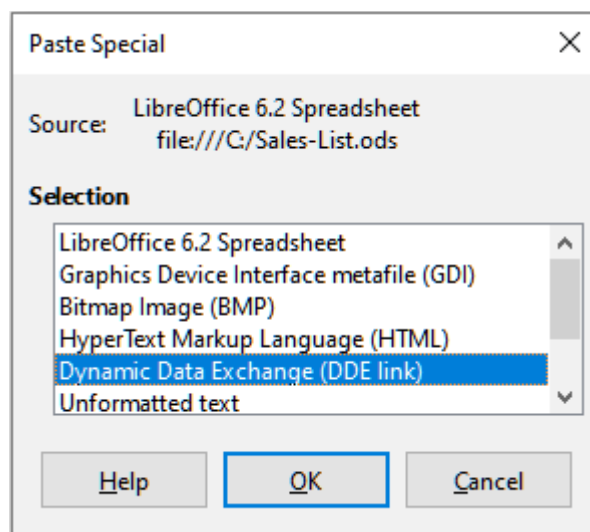 Paste Special
Source:
LibreOffice 6.2 Spreadsheet
file:///C:/Sales-List.ods
Selection
LibreOffice 6.2 Spreadsheet
Graphics Device Interface metafile (GDI)
Bitmap Image (BMP)
HyperText Markup Language (HTML)
Dynamic Data Exchange (DDE link)
Unformatted text
Help
OK
Cancel